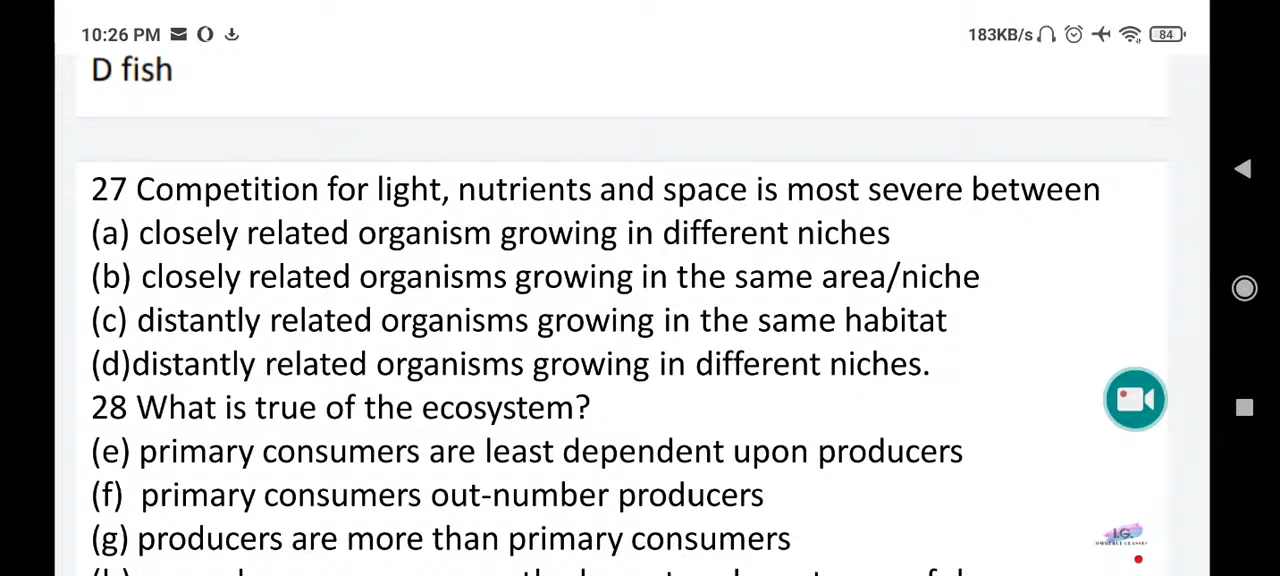 10:26 PM
183KB/s
84
D fish
27 Competition for light, nutrients and space is most severe between
(a) closely related organism growing in different niches
(b) closely related organisms growing in the same area/niche
(c) distantly related organisms growing in the same habitat
(d)distantly related organisms growing in different niches.
28 What is true of the ecosystem?
(e) primary consumers are least dependent upon producers
(f) primary consumers out-number producers
(g) producers are more than primary consumers
I.G.